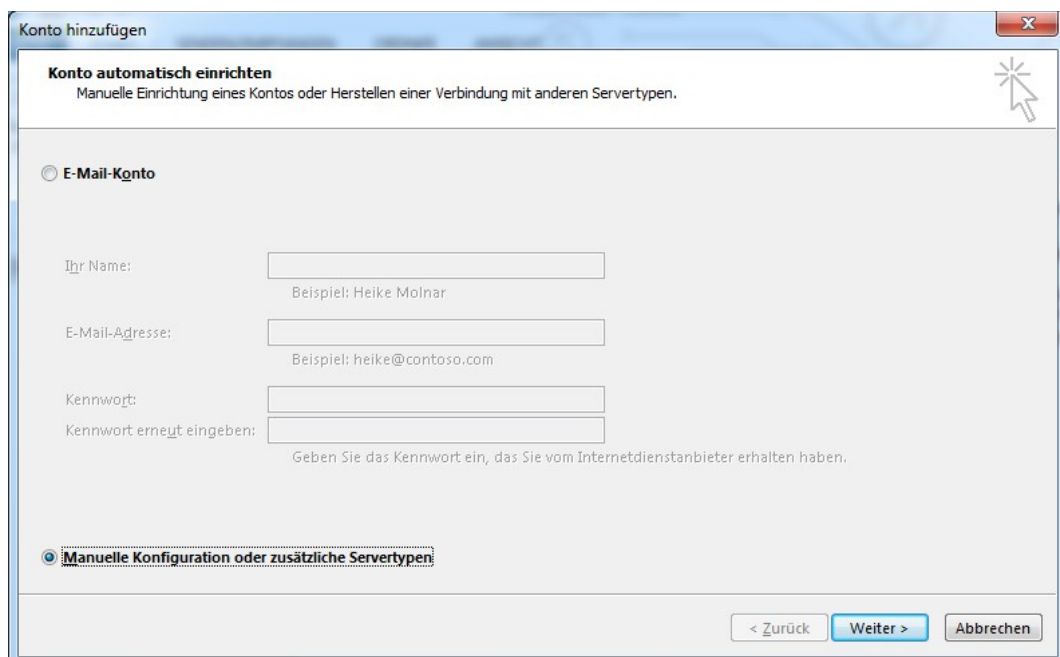 Konto hinzufügen
Konto automatisch einrichten
Manuelle Einrichtung eines Kontos oder Herstellen einer Verbindung mit anderen Servertypen.
E-Mail-Konto
Ihr Name:
Beispiel: Heike Molnar
E-Mail-Adresse:
Beispiel: heike@contoso.com
Kennwort:
Kennwort erneut eingeben:
Geben Sie das Kennwort ein, das Sie vom Internetdienstanbieter erhalten haben.
Manuelle Konfiguration oder zusätzliche Servertypen
< Zurück Weiter > Abbrechen